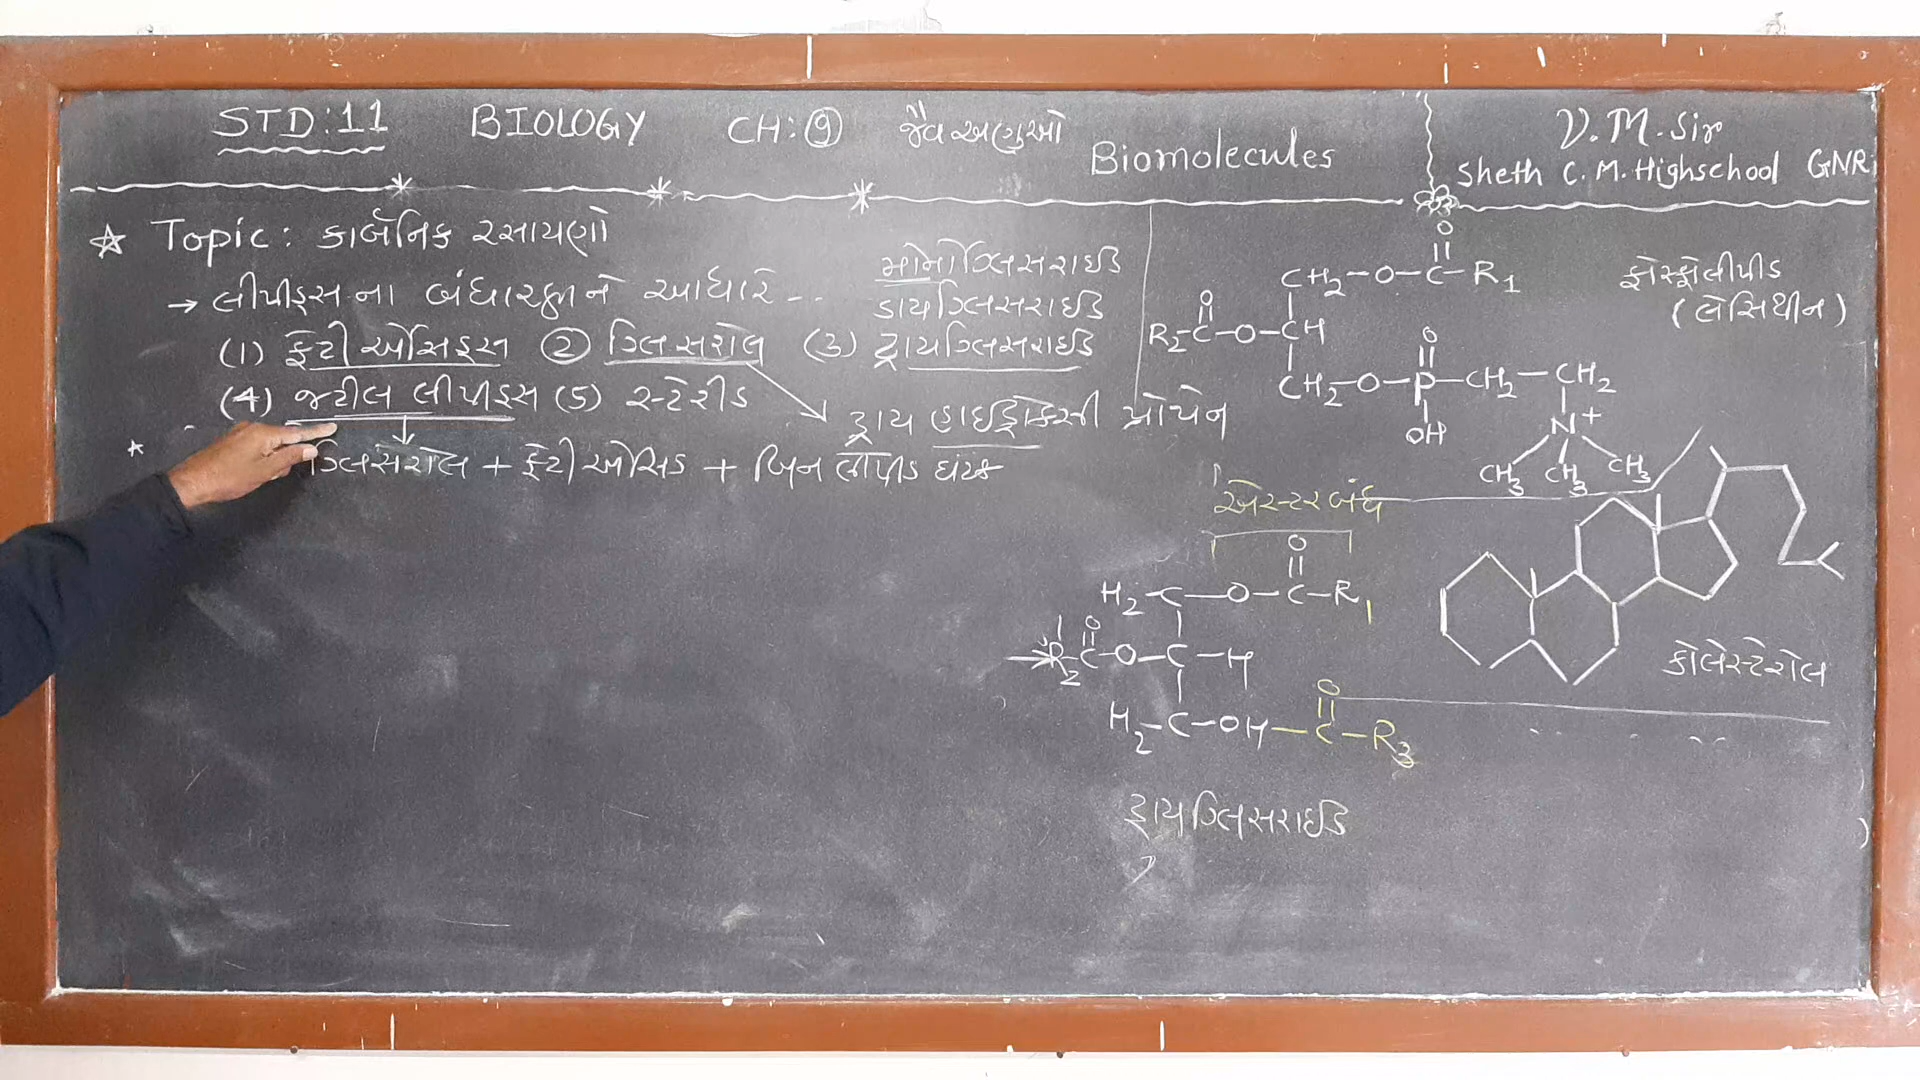 STD:11 BIOLOGY CH:9 જૈવઅણુઓ Biomolecules
V.M.Sir
Sheth C.M.Highschool GNR
Topic: કાર્બનિક રસાયણો
→ લીપીડ્સ ના બંધારણને આધારે - -
(1) ફેટી એસિડ્સ (2) ગ્લિસરોલ (3) ટ્રાયગ્લિસરાઈડ
મોનોગ્લિસરાઈડ
ડાયગ્લિસરાઈડ
(4) જટીલ લીપીડ્સ (5) સ્ટેરોઈડ
ટ્રાય હાઈડ્રોક્સી પ્રોપેન
ગ્લિસરોલ + ફેટી એસિડ + બિન લીપીડ ઘટક
O
CH2-O-C-R1
ફોસ્ફોલીપીડ
(લેસિથીન)
O
R2-C-O-CH
O
CH2-O-P-CH2-CH2
OH N+
CH3 CH3 CH3
એસ્ટર બંધ
O
H2-C-O-C-R1
O
R2-C-O-C-H
કોલેસ્ટેરોલ
O
H2-C-OH-C-R3
ટ્રાયગ્લિસરાઈડ